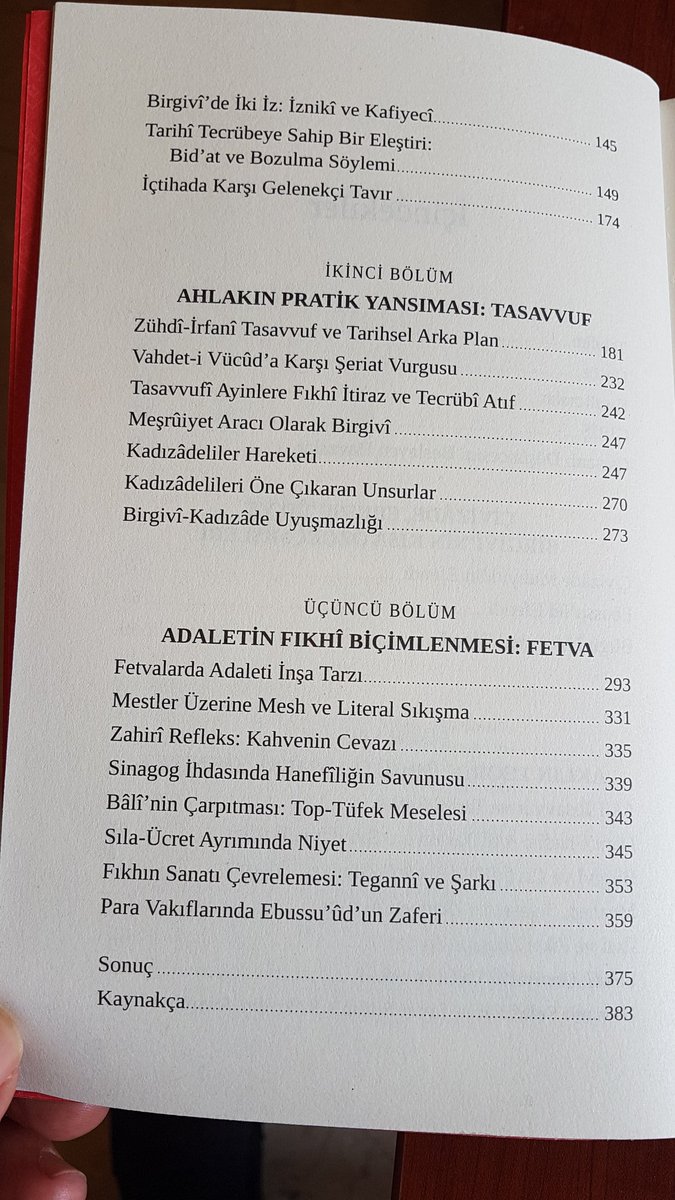 Birgivî’de İki İz: İznikî ve Kafiyecî 145
Tarihî Tecrübeye Sahip Bir Eleştiri:
Bid’at ve Bozulma Söylemi 149
İçtihada Karşı Gelenekçi Tavır 174
İKİNCİ BÖLÜM
AHLAKIN PRATİK YANSIMASI: TASAVVUF
Zühdî-İrfanî Tasavvuf ve Tarihsel Arka Plan 181
Vahdet-i Vücûd’a Karşı Şeriat Vurgusu 232
Tasavvufî Ayinlere Fıkhî İtiraz ve Tecrübî Atıf 242
Meşrûiyet Aracı Olarak Birgivî 247
Kadızâdeliler Hareketi 247
Kadızâdelileri Öne Çıkaran Unsurlar 270
Birgivî-Kadızâde Uyuşmazlığı 273
ÜÇÜNCÜ BÖLÜM
ADALETİN FIKHÎ BİÇİMLENMESİ: FETVA
Fetvalarda Adaleti İnşa Tarzı 293
Mestler Üzerine Mesh ve Literal Sıkışma 331
Zahirî Refleks: Kahvenin Cevazı 335
Sinagog İhdasında Hanefîliğin Savunusu 339
Bâlî’nin Çarpıtması: Top-Tüfek Meselesi 343
Sıla-Ücret Ayrımında Niyet 345
Fıkhın Sanatı Çevrelemesi: Tegannî ve Şarkı 353
Para Vakıflarında Ebussu’ûd’un Zaferi 359
Sonuç 375
Kaynakça 383